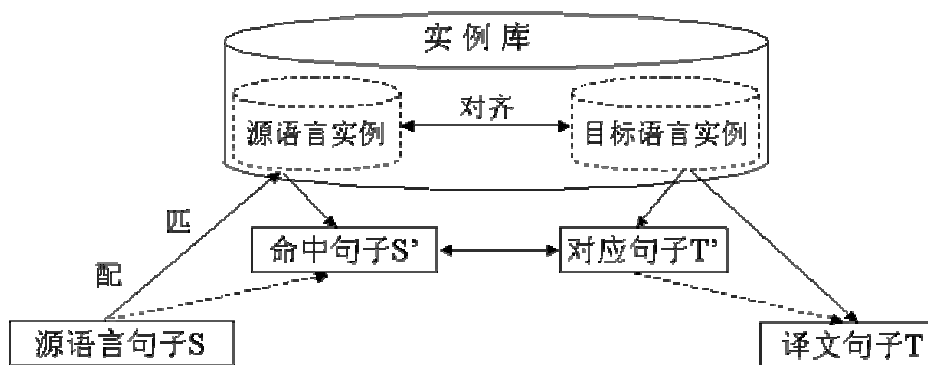 实例库
对齐
源语言实例
目标语言实例
匹
配
命中句子S'
对应句子T'
源语言句子S
译文句子T